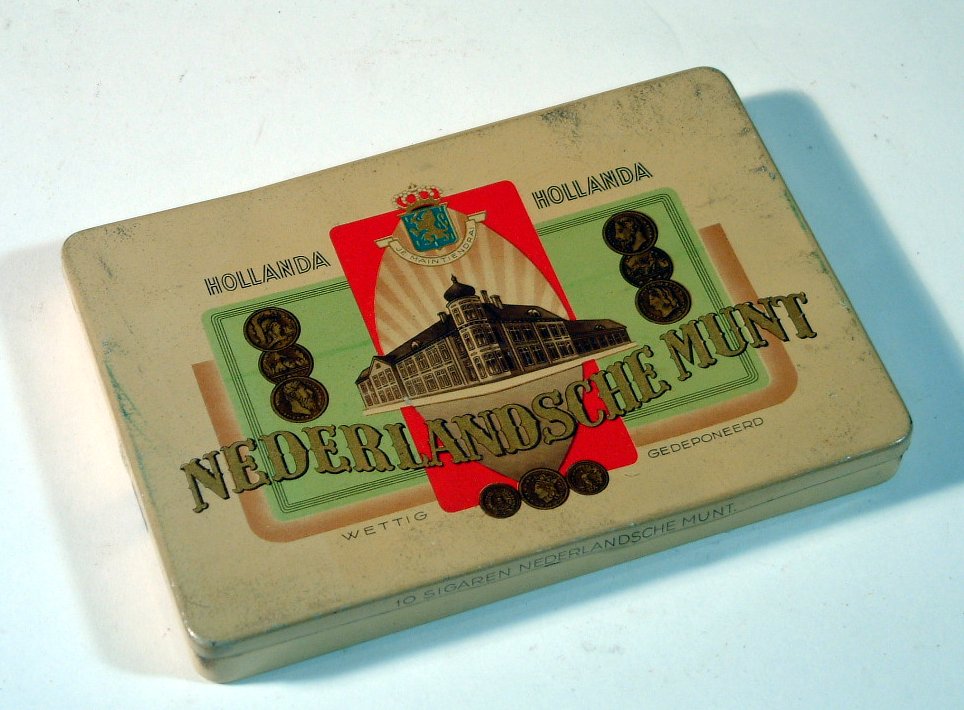 HOLLANDA
HOLLANDA
JE MAINTIENDRAI
NEDERLANDSCHE MUNT
WETTIG
GEDEPONEERD
10 SIGAREN NEDERLANDSCHE MUNT.